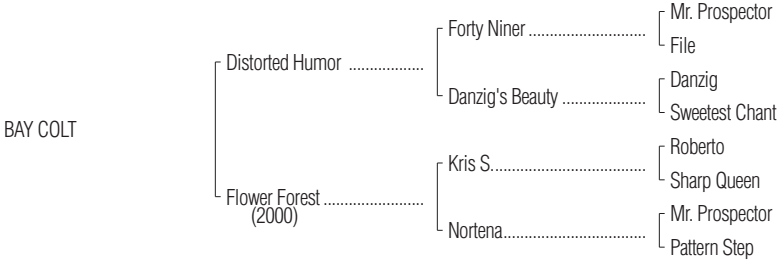 Mr. Prospector
Forty Niner ..............................
File
Distorted Humor ...................
Danzig
Danzig's Beauty .....................
Sweetest Chant
BAY COLT
Roberto
Kris S. .......................................
Sharp Queen
Flower Forest .........................
(2000)
Mr. Prospector
Nortena....................................
Pattern Step